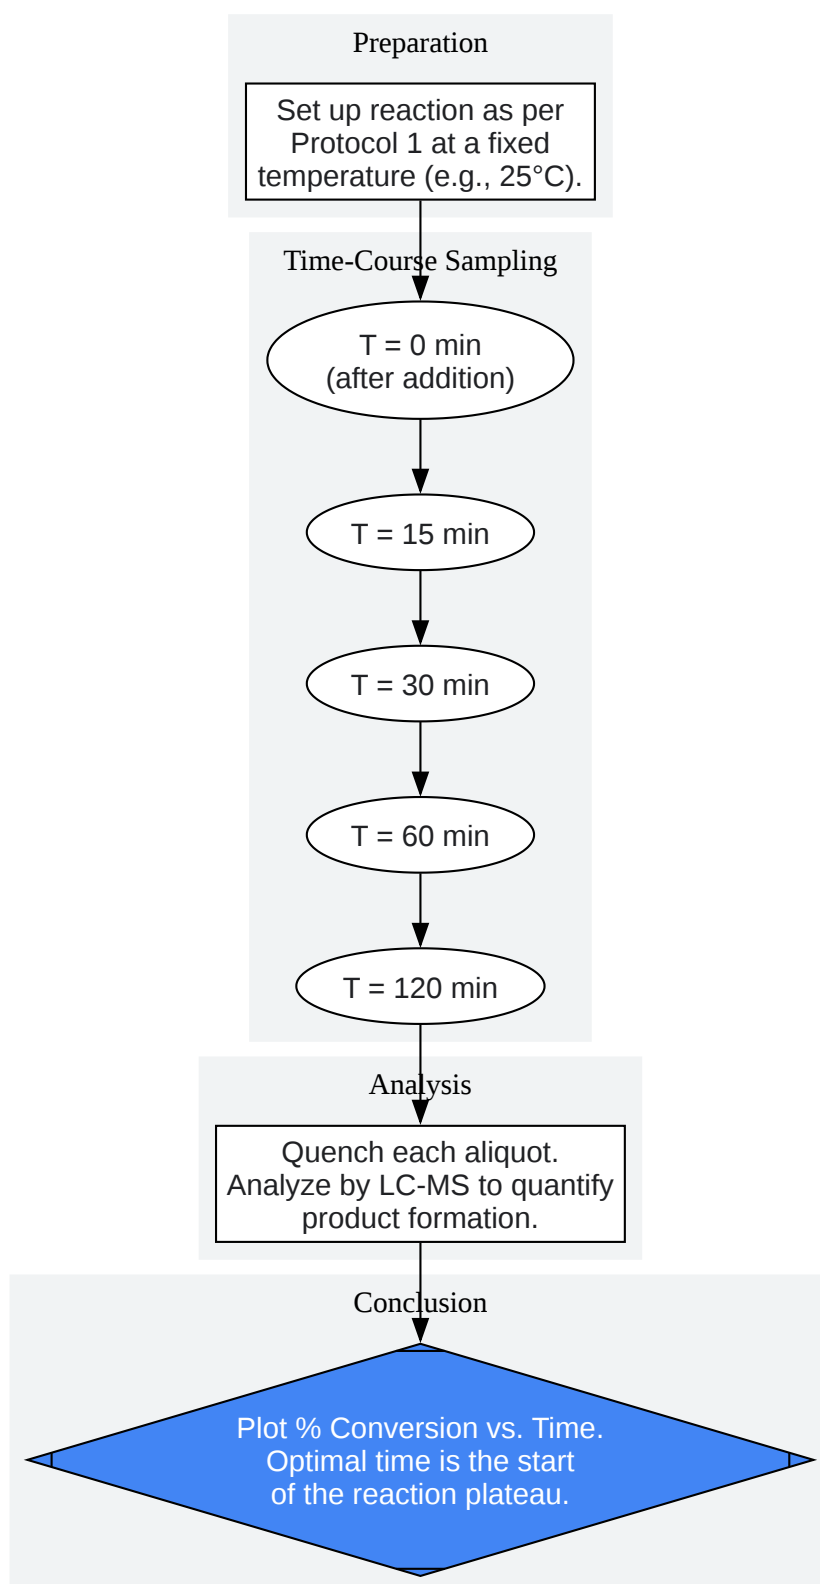 Preparation
Set up reaction as per
Protocol 1 at a fixed
temperature (e.g., 25°C).
Time-Course Sampling
T = 0 min
(after addition)
T = 15 min
T = 30 min
T = 60 min
T = 120 min
Analysis
Quench each aliquot.
Analyze by LC-MS to quantify
product formation.
Conclusion
Plot % Conversion vs. Time.
Optimal time is the start
of the reaction plateau.